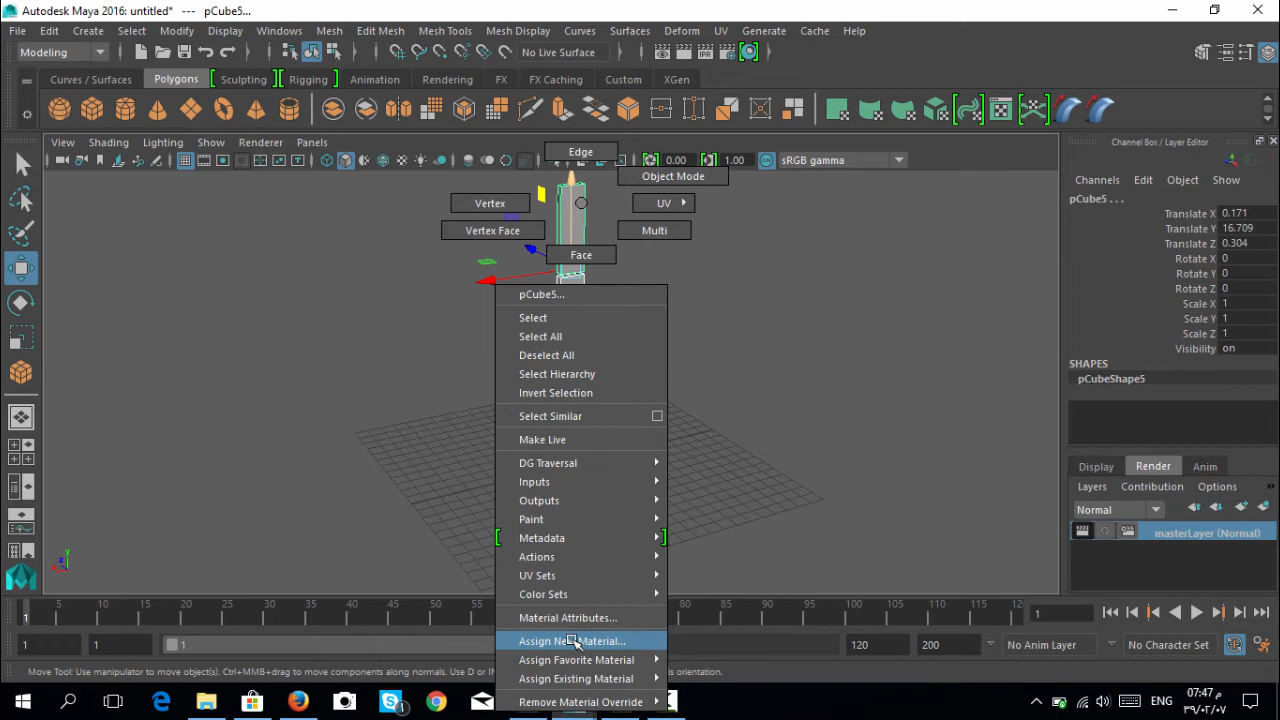 Autodesk Maya 2016: untitled*   ---   pCube5...
File Edit Create Select Modify Display Windows Mesh Edit Mesh Mesh Tools Mesh Display Curves Surfaces Deform UV Generate Cache Help
Modeling No Live Surface
Curves / Surfaces Polygons Sculpting Rigging Animation Rendering FX FX Caching Custom XGen
View Shading Lighting Show Renderer Panels
0.00 1.00 sRGB gamma
Edge
Object Mode
Vertex UV
Vertex Face Multi
Face
pCube5...
Select
Select All
Deselect All
Select Hierarchy
Invert Selection
Select Similar
Make Live
DG Traversal
Inputs
Outputs
Paint
Metadata
Actions
UV Sets
Color Sets
Material Attributes...
Assign New Material...
Assign Favorite Material
Assign Existing Material
Remove Material Override
Channel Box / Layer Editor
Channels Edit Object Show
pCube5 . . .
Translate X 0.171
Translate Y 16.709
Translate Z 0.304
Rotate X 0
Rotate Y 0
Rotate Z 0
Scale X 1
Scale Y 1
Scale Z 1
Visibility on
SHAPES
pCubeShape5
Display Render Anim
Layers Contribution Options
Normal
masterLayer (Normal)
y
z
5 10 15 20 25 30 35 40 45 50 80 85 90 95 100 105 110 115 12
1 1
1 1 1 120 200 No Anim Layer No Character Set
Move Tool: Use manipulator to move object(s). Ctrl+MMB+drag to move components along normals. Use D or IN is orientation.
1 ENG م 07:47
٣٩/٠٢/٠٧